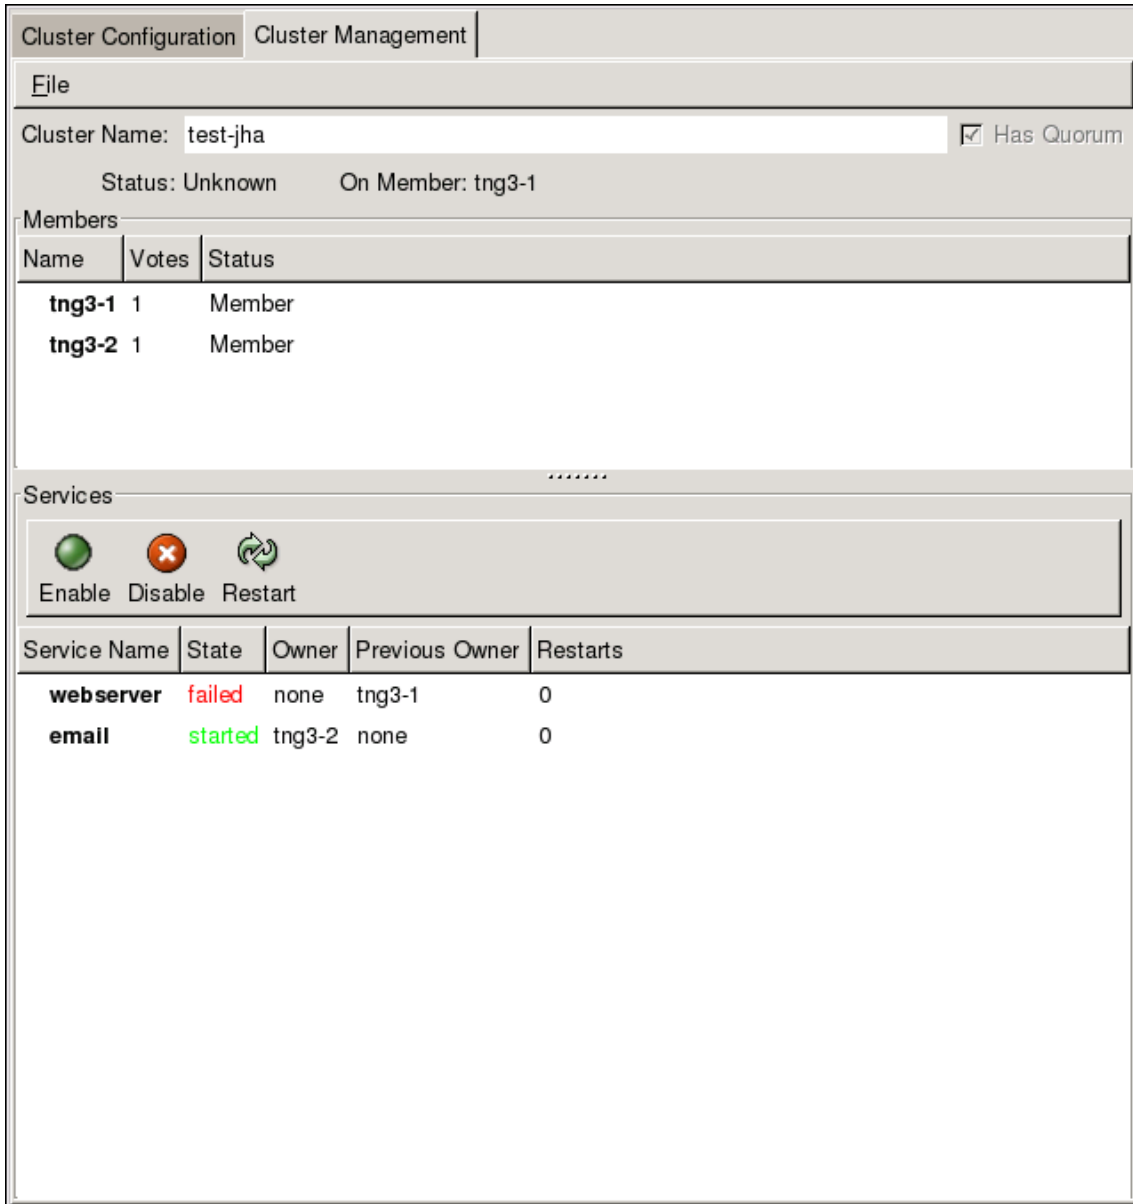 Cluster Configuration Cluster Management
File
Cluster Name: test-jha Has Quorum
Status: Unknown On Member: tng3-1
Members
Name Votes Status
tng3-1 1 Member
tng3-2 1 Member
Services
Enable Disable Restart
Service Name State Owner Previous Owner Restarts
webserver failed none tng3-1 0
email started tng3-2 none 0